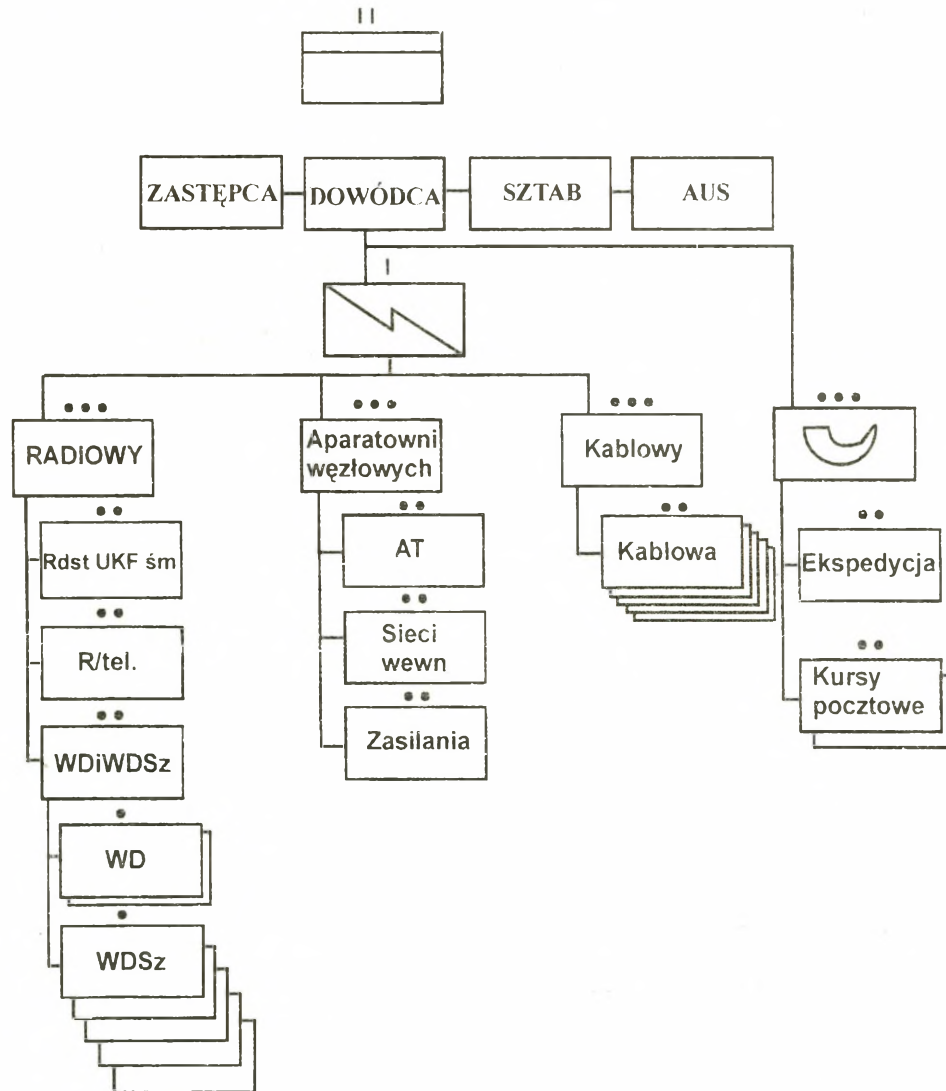 ZASTĘPCA
DOWÓDCA
SZTAB
AUS
RADIOWY
Aparatowni
węzłowych
Kablowy
Rdst UKF śm
AT
Kablowa
Ekspedycja
R/tel.
Sieci
wewn
Kursy
pocztowe
WDiWDSz
Zasilania
WD
WDSz